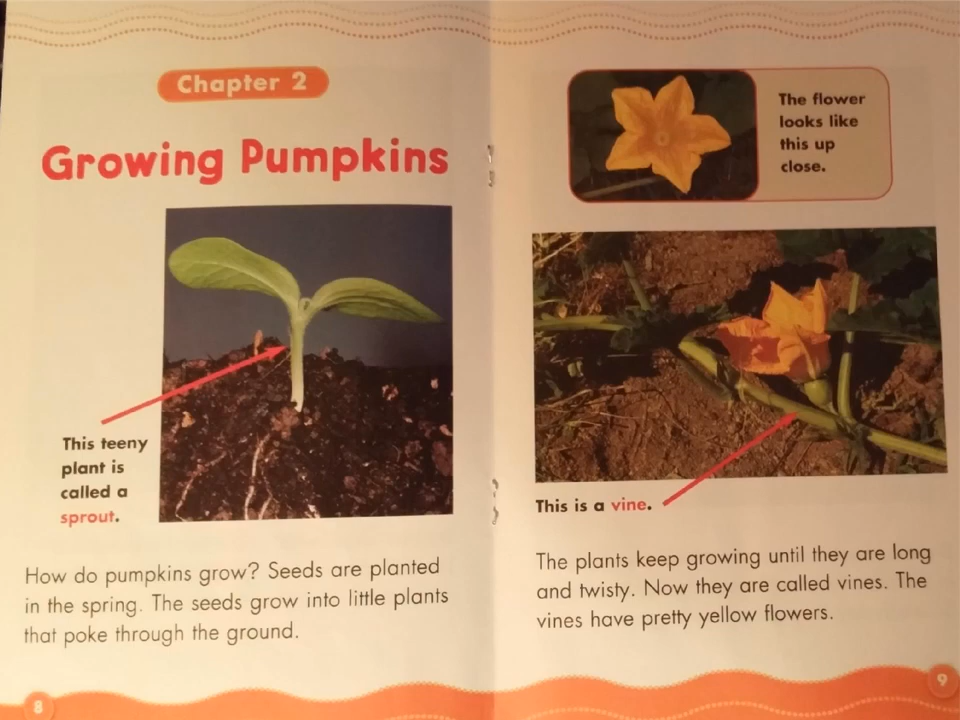 Chapter 2
Growing Pumpkins
This teeny
plant is
called a
sprout.
How do pumpkins grow? Seeds are planted
in the spring. The seeds grow into little plants
that poke through the ground.
8
The flower
looks like
this up
close.
This is a vine.
The plants keep growing until they are long
and twisty. Now they are called vines. The
vines have pretty yellow flowers.
9